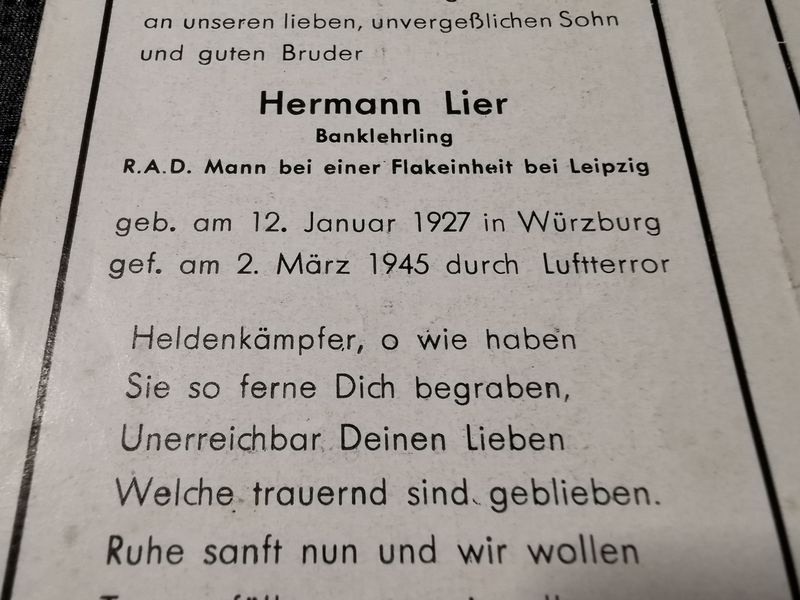 an unseren lieben, unvergeßlichen Sohn
und guten Bruder
Hermann Lier
Banklehrling
R.A.D. Mann bei einer Flakeinheit bei Leipzig
geb. am 12. Januar 1927 in Würzburg
gef. am 2. März 1945 durch Luftterror
Heldenkämpfer, o wie haben
Sie so ferne Dich begraben,
Unerreichbar Deinen Lieben
Welche trauernd sind geblieben.
Ruhe sanft nun und wir wollen